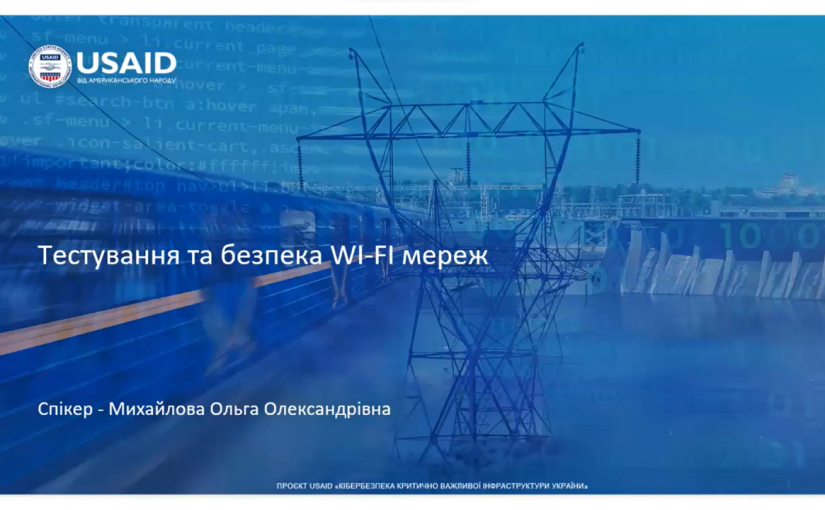 USAID
ВІД АМЕРИКАНСЬКОГО НАРОДУ
Тестування та безпека WI-FI мереж
Спікер - Михайлова Ольга Олександрівна
ПРОЄКТ USAID «КІБЕРБЕЗПЕКА КРИТИЧНО ВАЖЛИВОЇ ІНФРАСТРУКТУРИ УКРАЇНИ»